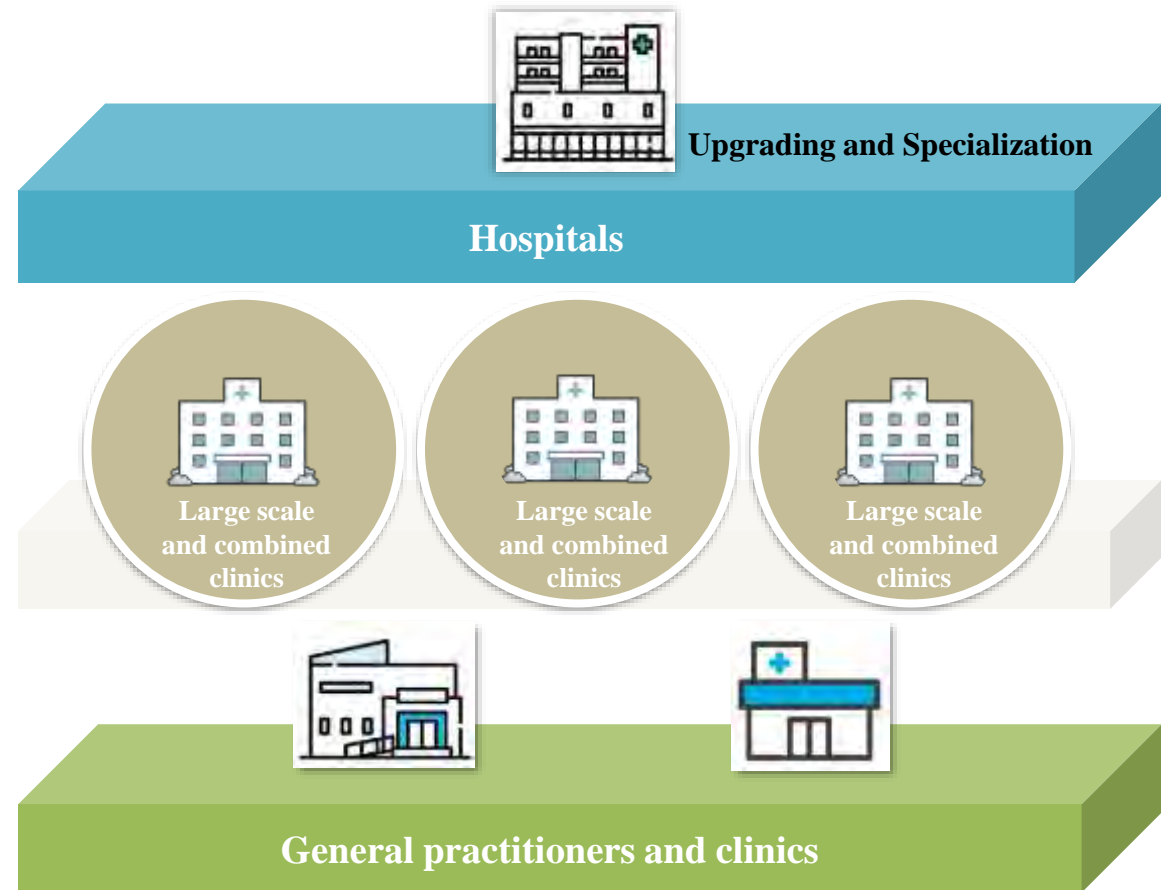 Upgrading and Specialization
Hospitals
Large scale
and combined
clinics
Large scale
and combined
clinics
Large scale
and combined
clinics
General practitioners and clinics